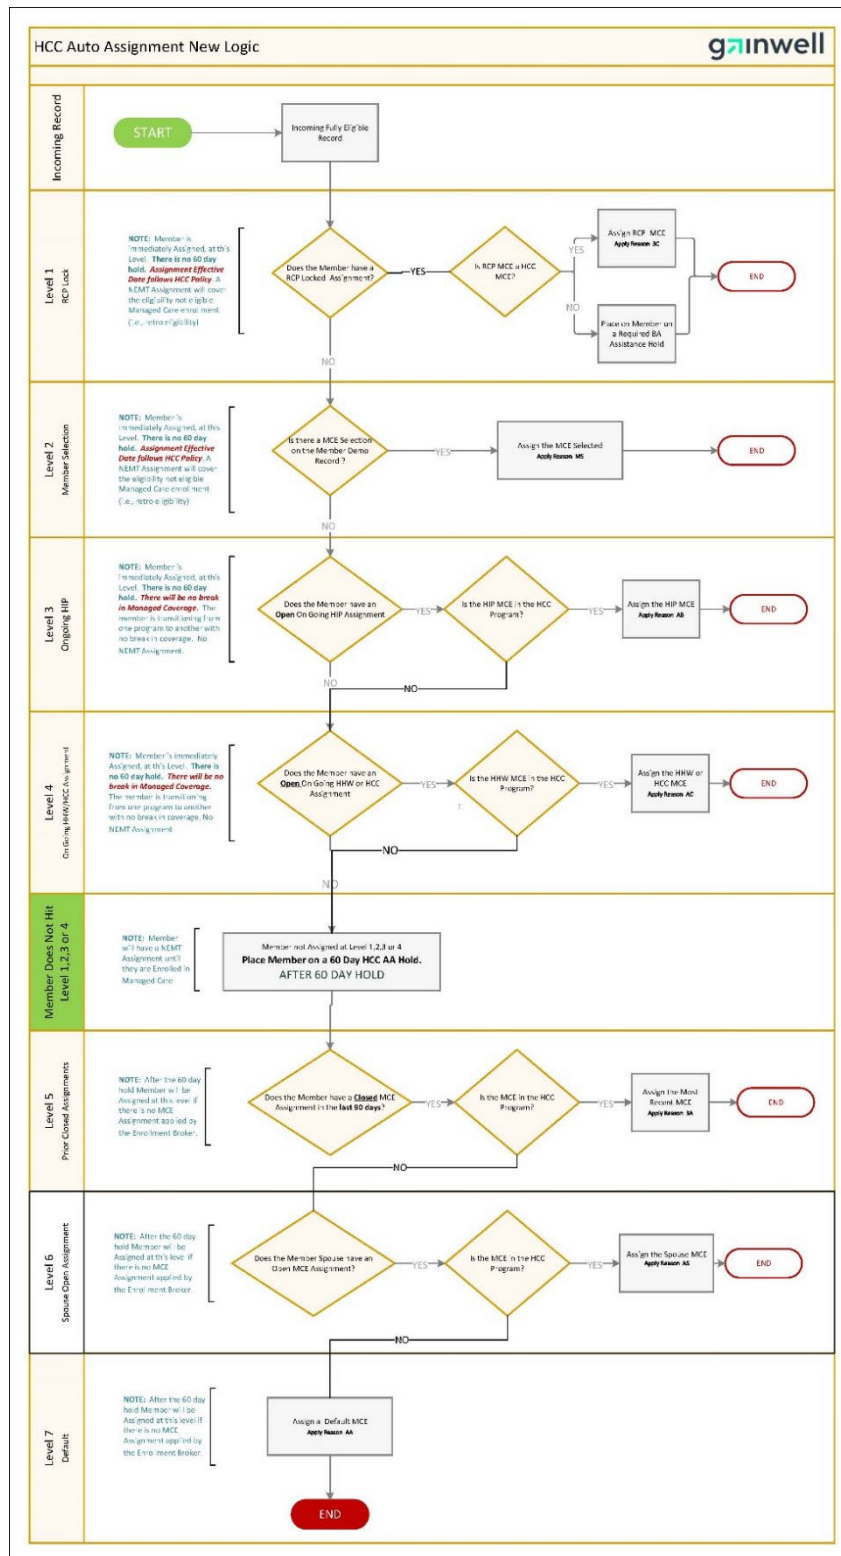 HCC Auto Assignment New Logic
gainwell
Incoming Record
START
Incoming Fully Eligible
Record
Level 1
RCP Lock
NOTE: Member is
immediately Assigned, at this
Level. There is no 60 day
hold. Assignment Effective
Date follows HCC Policy. A
NEMT Assignment will cover
the eligibility not eligible
Managed Care enrolment.
(i.e., retro eligibility)
Does the Member have a
RCP Locked Assignment?
YES
Is RCP MCE a HCC
MCE?
YES
Assign RCP MCE
Apply Reason 3C
NO
Place on Member on
a Required BA
Assistance Hold
END
NO
Level 2
Member Selection
NOTE: Member is
immediately Assigned, at this
Level. There is no 60 day
hold. Assignment Effective
Date follows HCC Policy. A
NEMT Assignment will cover
the eligibility not eligible
Managed Care enrolment.
(i.e., retro eligibility)
Is there a MCE Selection
on the Member Demo
Record ?
YES
Assign the MCE Selected
Apply Reason MS
END
NO
Level 3
Ongoing HIP
NOTE: Member is
immediately Assigned, at this
Level. There is no 60 day
hold. There will be no break
in Managed Coverage. The
member is transitioning from
one program to another with
no break in coverage. No
NEMT Assignment.
Does the Member have an
Open On Going HIP Assignment
YES
Is the HIP MCE in the HCC
Program?
YES
Assign the HIP MCE
Apply Reason AB
END
NO
NO
Level 4
On Going HHW/HCC Assignment
NOTE: Member is immediately
Assigned, at this Level. There is
no 60 day hold. There will be no
break in Managed Coverage.
The member is transitioning
from one program to another
with no break in coverage. No
NEMT Assignment
Does the Member have an
Open On Going HHW or HCC
Assignment
YES
Is the HHW MCE in the HCC
Program?
YES
Assign the HHW or
HCC MCE
Apply Reason AC
END
NO
NO
Member Does Not Hit
Level 1,2,3 or 4
NOTE: Member
will have a NEMT
Assignment until
they are Enrolled in
Managed Care
Member not Assigned at Level 1,2,3 or 4
Place Member on a 60 Day HCC AA Hold.
AFTER 60 DAY HOLD
Level 5
Prior Closed Assignments
NOTE: After the 60 day
hold Member will be
Assigned at this level if
there is no MCE
Assignment applied by
the Enrollment Broker.
Does the Member have a Closed MCE
Assignment in the last 90 days?
YES
Is the MCE in the HCC
Program?
YES
Assign the Most
Recent MCE
Apply Reason
END
NO
Level 6
Spouse Open Assignment
NOTE: After the 60 day
hold Member will be
Assigned at this level if
there is no MCE
Assignment applied by
the Enrollment Broker.
Does the Member Spouse have an
Open MCE Assignment?
YES
Is the MCE in the HCC
Program?
YES
Assign the Spouse MCE
Apply Reason AS
END
NO
Level 7
Default
NOTE: After the 60 day
hold Member will be
Assigned at this level if
there is no MCE
Assignment applied by
the Enrollment Broker.
Assign a Default MCE
Apply Reason AA
END